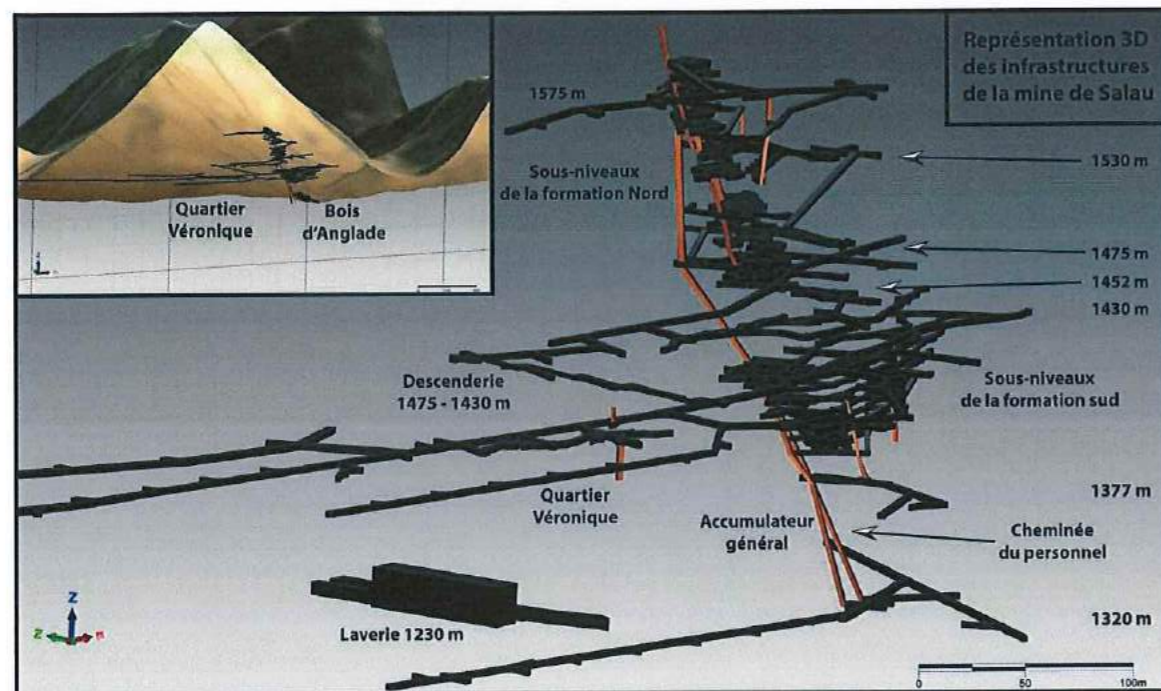 Représentation 3D
des infrastructures
de la mine de Salau
Quartier
Véronique
Bois
d'Anglade
1575 m
Sous-niveaux
de la formation Nord
1530 m
1475 m
1452 m
1430 m
Descenderie
1475 - 1430 m
Sous-niveaux
de la formation sud
Quartier
Véronique
1377 m
Accumulateur
général
Cheminée
du personnel
Laverie 1230 m
1320 m
Z
0 50 100m